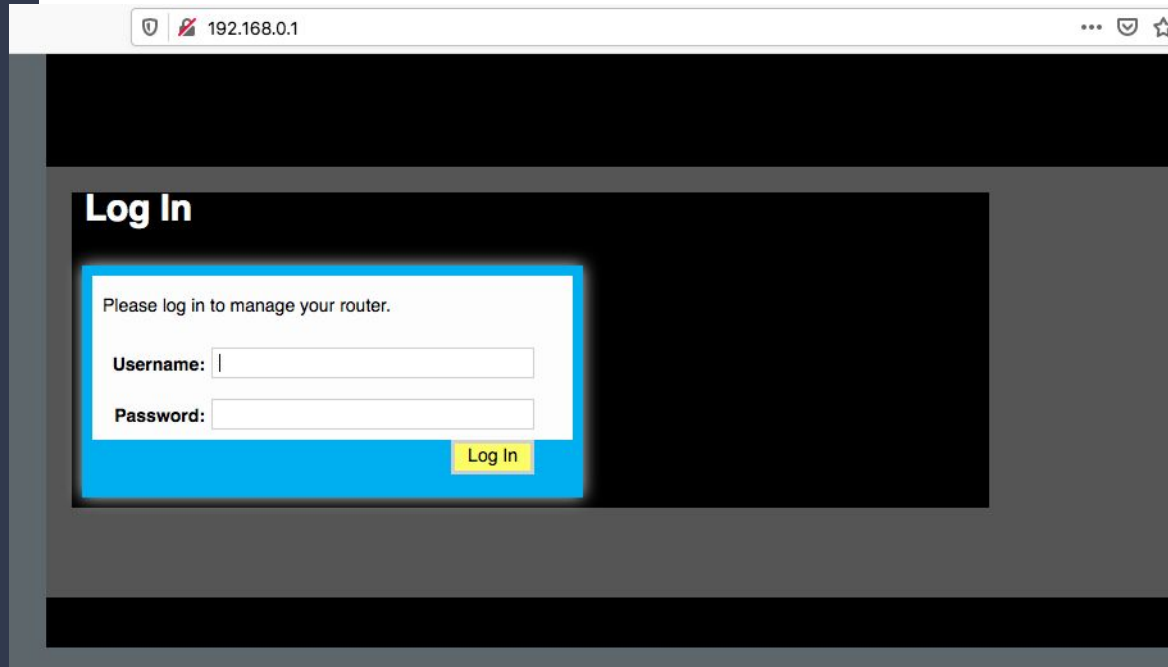 192.168.0.1
Log In
Please log in to manage your router.
Username:
Password:
Log In